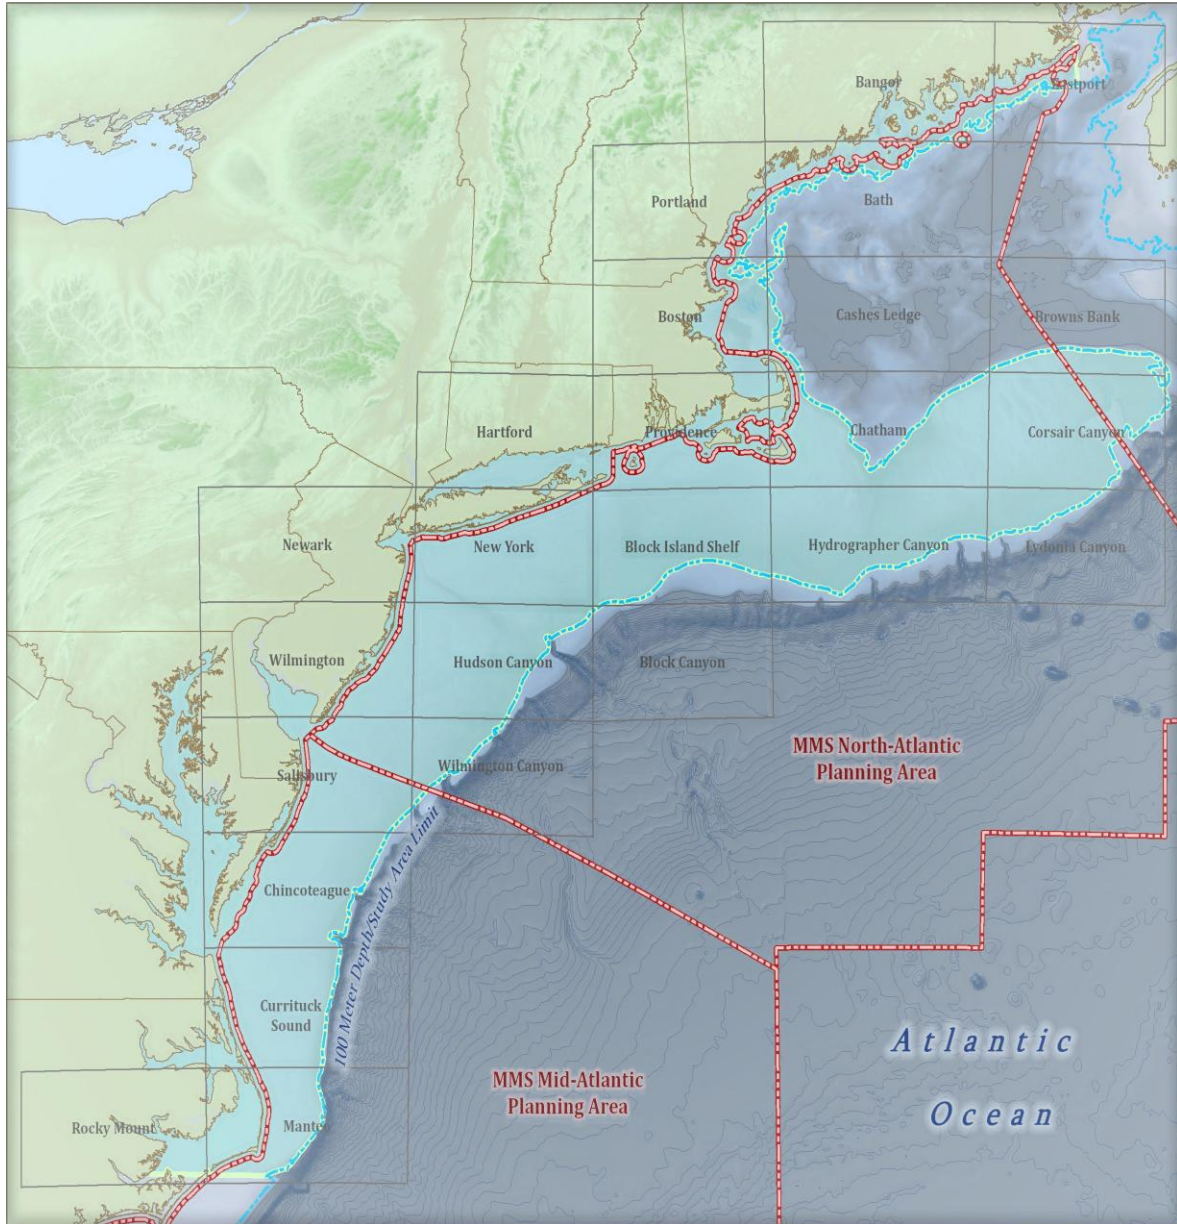 Bangor
Eastport
Portland
Bath
Boston
Cashes Ledge
Browns Bank
Hartford
Providence
Chatham
Corsair Canyon
Newark
New York
Block Island Shelf
Hydrographer Canyon
Lydonia Canyon
Wilmington
Hudson Canyon
Block Canyon
Salisbury
Wilmington Canyon
MMS North-Atlantic
Planning Area
100 Meter Depth/Study Area Limit
Chincoteague
Currituck
Sound
Atlantic
Ocean
MMS Mid-Atlantic
Planning Area
Rocky Mount
Manteo